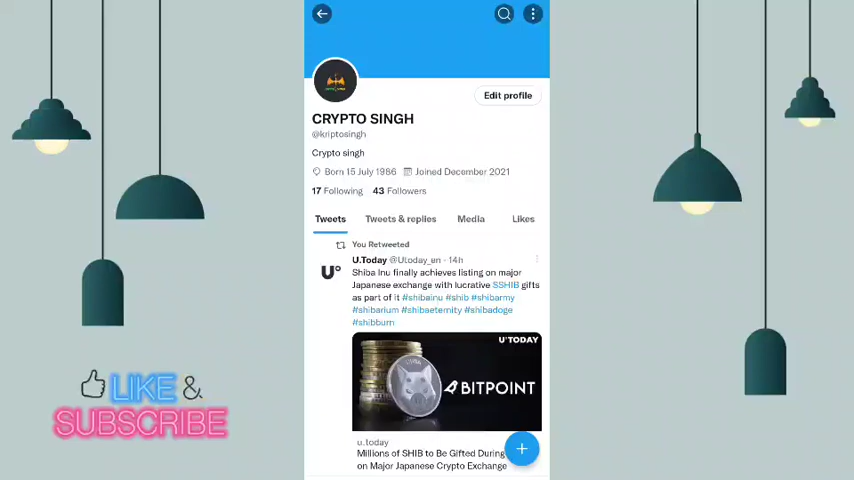 CRYPTO SINGH
Edit profile
@kriptosingh
Crypto singh
Born 15 July 1986 Joined December 2021
17 Following 43 Followers
Tweets Tweets & replies Media Likes
You Retweeted
U.Today @Utoday_en · 14h
Shiba Inu finally achieves listing on major
Japanese exchange with lucrative $SHIB gifts
as part of it #shibainu #shib #shibarmy
#shibarium #shibaeternity #shibadoge
#shibburn
U°
U'TODAY
BITPOINT
u.today
Millions of SHIB to Be Gifted During
on Major Japanese Crypto Exchange
LIKE &
SUBSCRIBE